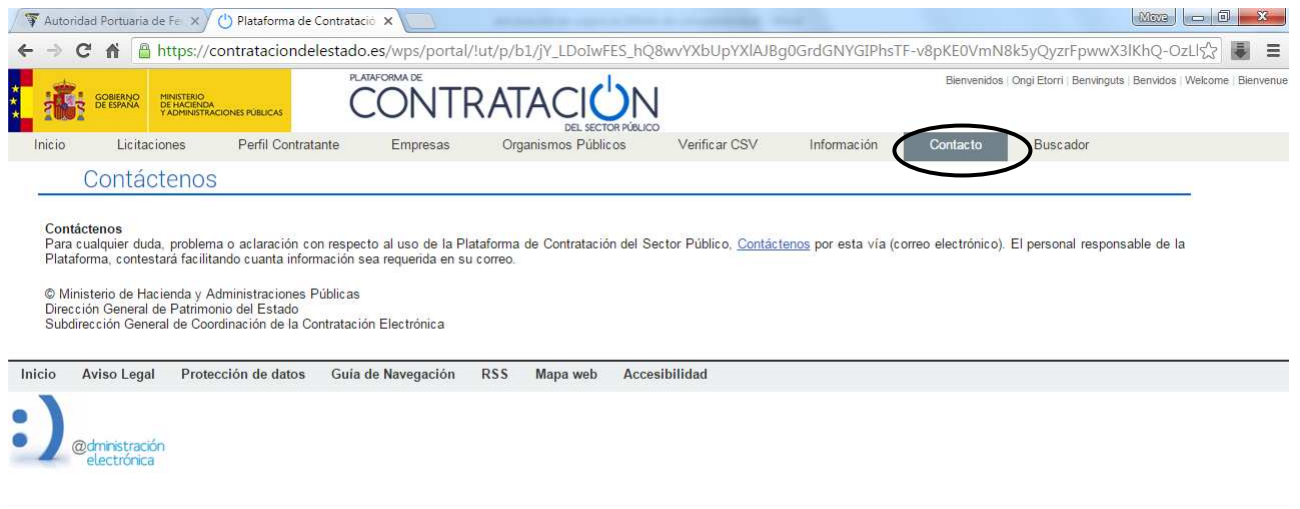 Autoridad Portuaria de Fe
Plataforma de Contratació
Move
https://contrataciondelestado.es/wps/portal/!ut/p/b1/jY_LDoIwFES_hQ8wvYXbUpYXlAJBg0GrdGNYGIPhsTF-v8pKE0VmN8k5yQyzrFpwwX3lKhQ-OzLl
GOBIERNO
DE ESPAÑA
MINISTERIO
DE HACIENDA
Y ADMINISTRACIONES PÚBLICAS
PLATAFORMA DE
CONTRATACIÓN
DEL SECTOR PÚBLICO
Bienvenidos | Ongi Etorri | Benvinguts | Benvidos | Welcome | Bienvenue
Inicio Licitaciones Perfil Contratante Empresas Organismos Públicos Verificar CSV Información Contacto Buscador
Contáctenos
Contáctenos
Para cualquier duda, problema o aclaración con respecto al uso de la Plataforma de Contratación del Sector Público, Contáctenos por esta vía (correo electrónico). El personal responsable de la
Plataforma, contestará facilitando cuanta información sea requerida en su correo.
© Ministerio de Hacienda y Administraciones Públicas
Dirección General de Patrimonio del Estado
Subdirección General de Coordinación de la Contratación Electrónica
Inicio Aviso Legal Protección de datos Guía de Navegación RSS Mapa web Accesibilidad
@dministración
electrónica